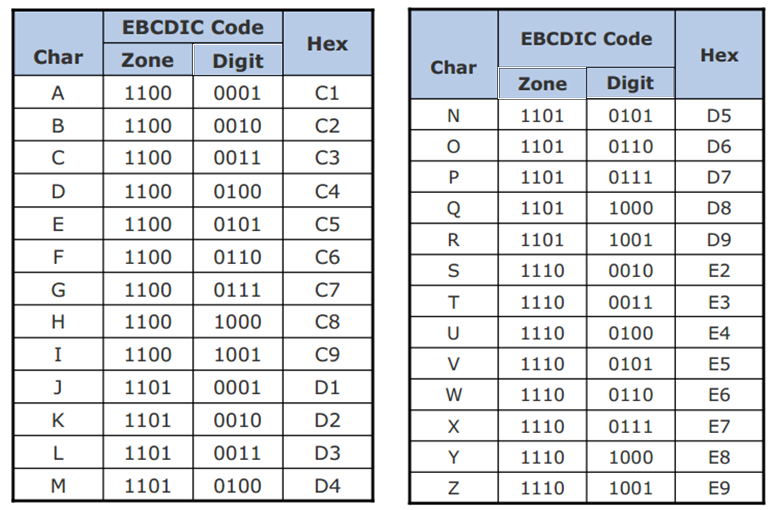 Char EBCDIC Code Hex
Zone Digit
A 1100 0001 C1
B 1100 0010 C2
C 1100 0011 C3
D 1100 0100 C4
E 1100 0101 C5
F 1100 0110 C6
G 1100 0111 C7
H 1100 1000 C8
I 1100 1001 C9
J 1101 0001 D1
K 1101 0010 D2
L 1101 0011 D3
M 1101 0100 D4
Char EBCDIC Code Hex
Zone Digit
N 1101 0101 D5
O 1101 0110 D6
P 1101 0111 D7
Q 1101 1000 D8
R 1101 1001 D9
S 1110 0010 E2
T 1110 0011 E3
U 1110 0100 E4
V 1110 0101 E5
W 1110 0110 E6
X 1110 0111 E7
Y 1110 1000 E8
Z 1110 1001 E9